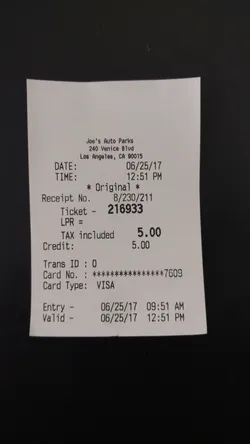 Joe's Auto Parks
240 Venice Blvd
Los Angeles, CA 90015
DATE: 06/25/17
TIME: 12:51 PM
* Original *
Receipt No. 8/230/211
Ticket - 216933
LPR =
TAX included 5.00
Credit: 5.00
Trans ID : 0
Card No. : ****************7609
Card Type: VISA
Entry - 06/25/17 09:51 AM
Valid - 06/25/17 12:51 PM